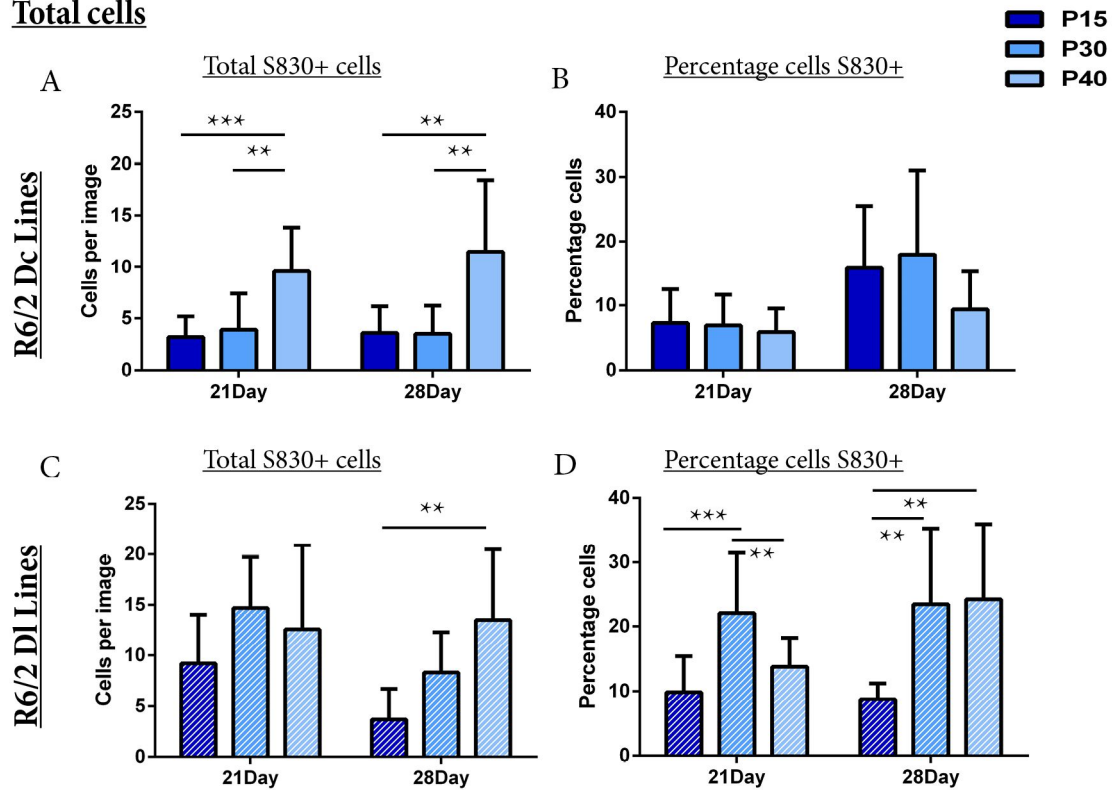 Total cells
P15
P30
P40
A
Total S830+ cells
B
Percentage cells S830+
R6/2 Dc Lines
Cells per image
25
20
15
10
5
0
***
**
**
**
21Day
28Day
Percentage cells
40
30
20
10
0
21Day
28Day
C
Total S830+ cells
D
Percentage cells S830+
R6/2 Dl Lines
Cells per image
25
20
15
10
5
0
**
21Day
28Day
Percentage cells
40
30
20
10
0
***
**
**
**
21Day
28Day